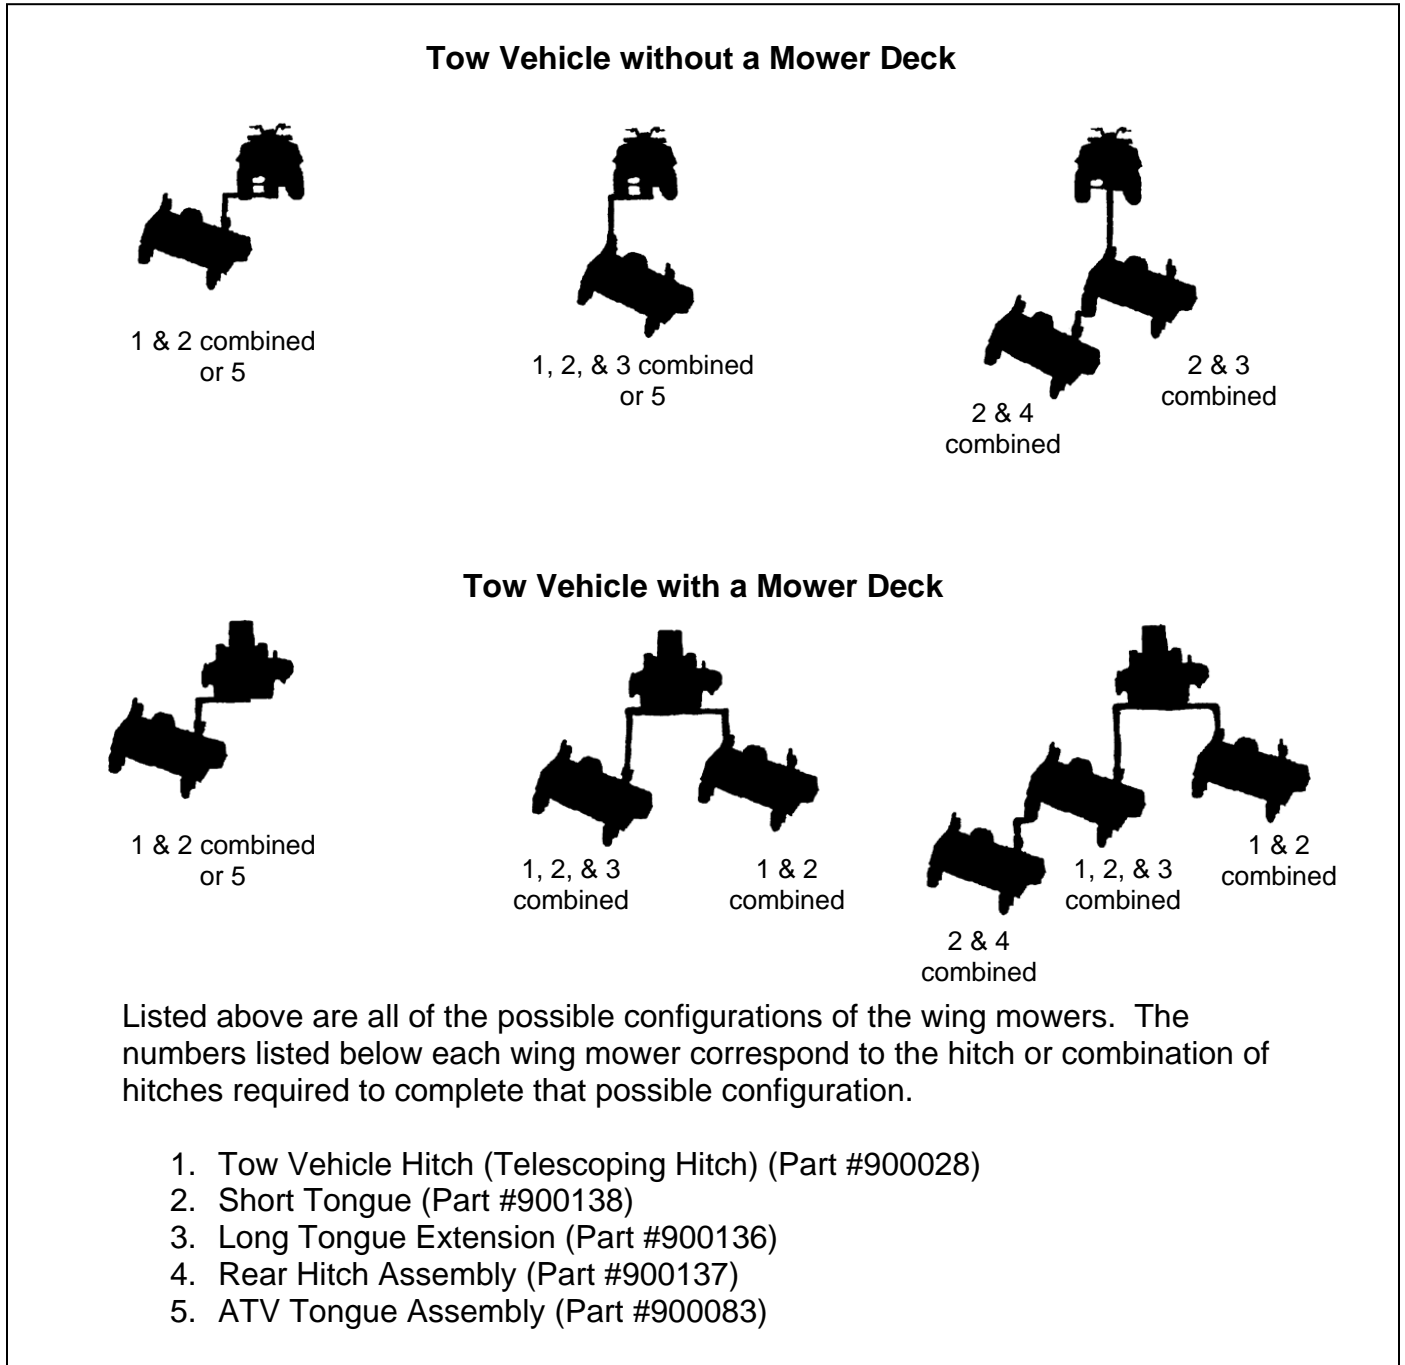 Tow Vehicle without a Mower Deck
1 & 2 combined
or 5
1, 2, & 3 combined
or 5
2 & 4
combined
2 & 3
combined
Tow Vehicle with a Mower Deck
1 & 2 combined
or 5
1, 2, & 3
combined
1 & 2
combined
2 & 4
combined
1, 2, & 3
combined
1 & 2
combined
Listed above are all of the possible configurations of the wing mowers.  The
numbers listed below each wing mower correspond to the hitch or combination of
hitches required to complete that possible configuration.
1. Tow Vehicle Hitch (Telescoping Hitch) (Part #900028)
2. Short Tongue (Part #900138)
3. Long Tongue Extension (Part #900136)
4. Rear Hitch Assembly (Part #900137)
5. ATV Tongue Assembly (Part #900083)